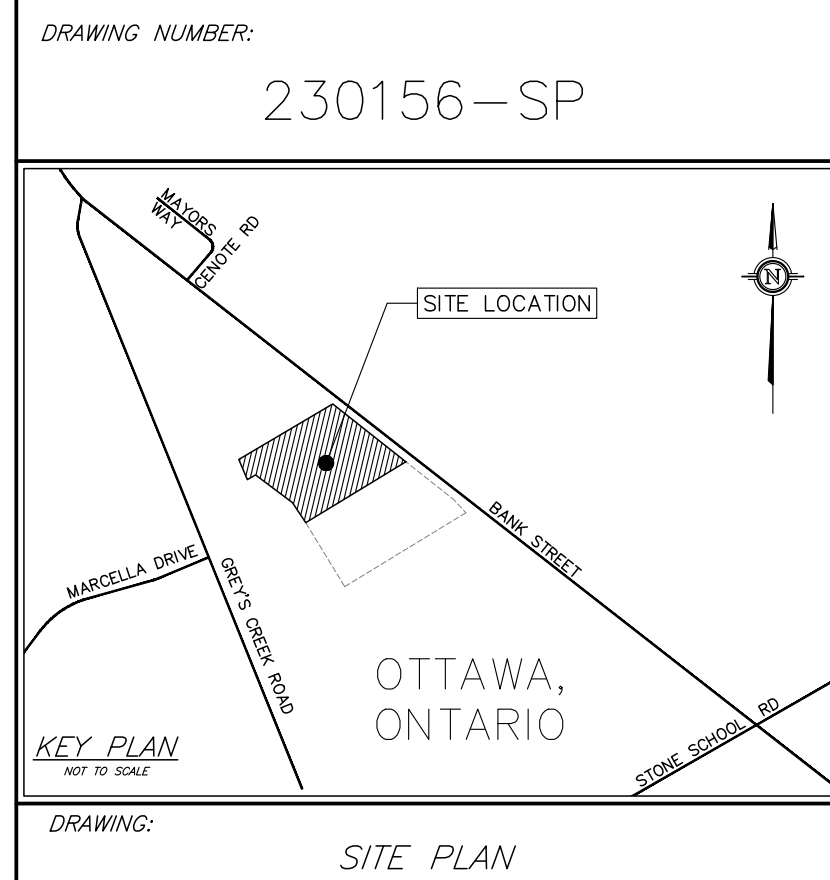 DRAWING NUMBER:
230156-SP
MAYORS
WAY
CENOTE RD
N
SITE LOCATION
BANK STREET
MARCELLA DRIVE
GREY'S CREEK ROAD
OTTAWA,
ONTARIO
STONE SCHOOL RD
KEY PLAN
NOT TO SCALE
DRAWING:
SITE PLAN